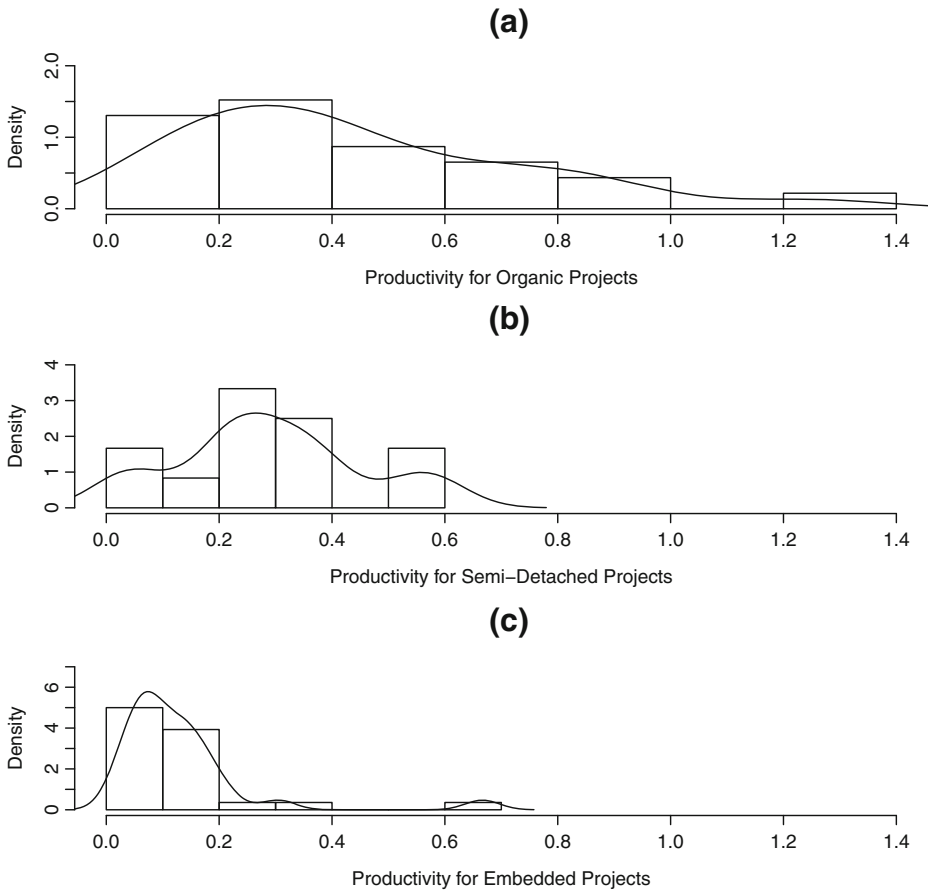 (a)
2.0
1.0
0.0
Density
0.0 0.2 0.4 0.6 0.8 1.0 1.2 1.4
Productivity for Organic Projects
(b)
4
3
2
1
0
Density
0.0 0.2 0.4 0.6 0.8 1.0 1.2 1.4
Productivity for Semi−Detached Projects
(c)
6
4
2
0
Density
0.0 0.2 0.4 0.6 0.8 1.0 1.2 1.4
Productivity for Embedded Projects